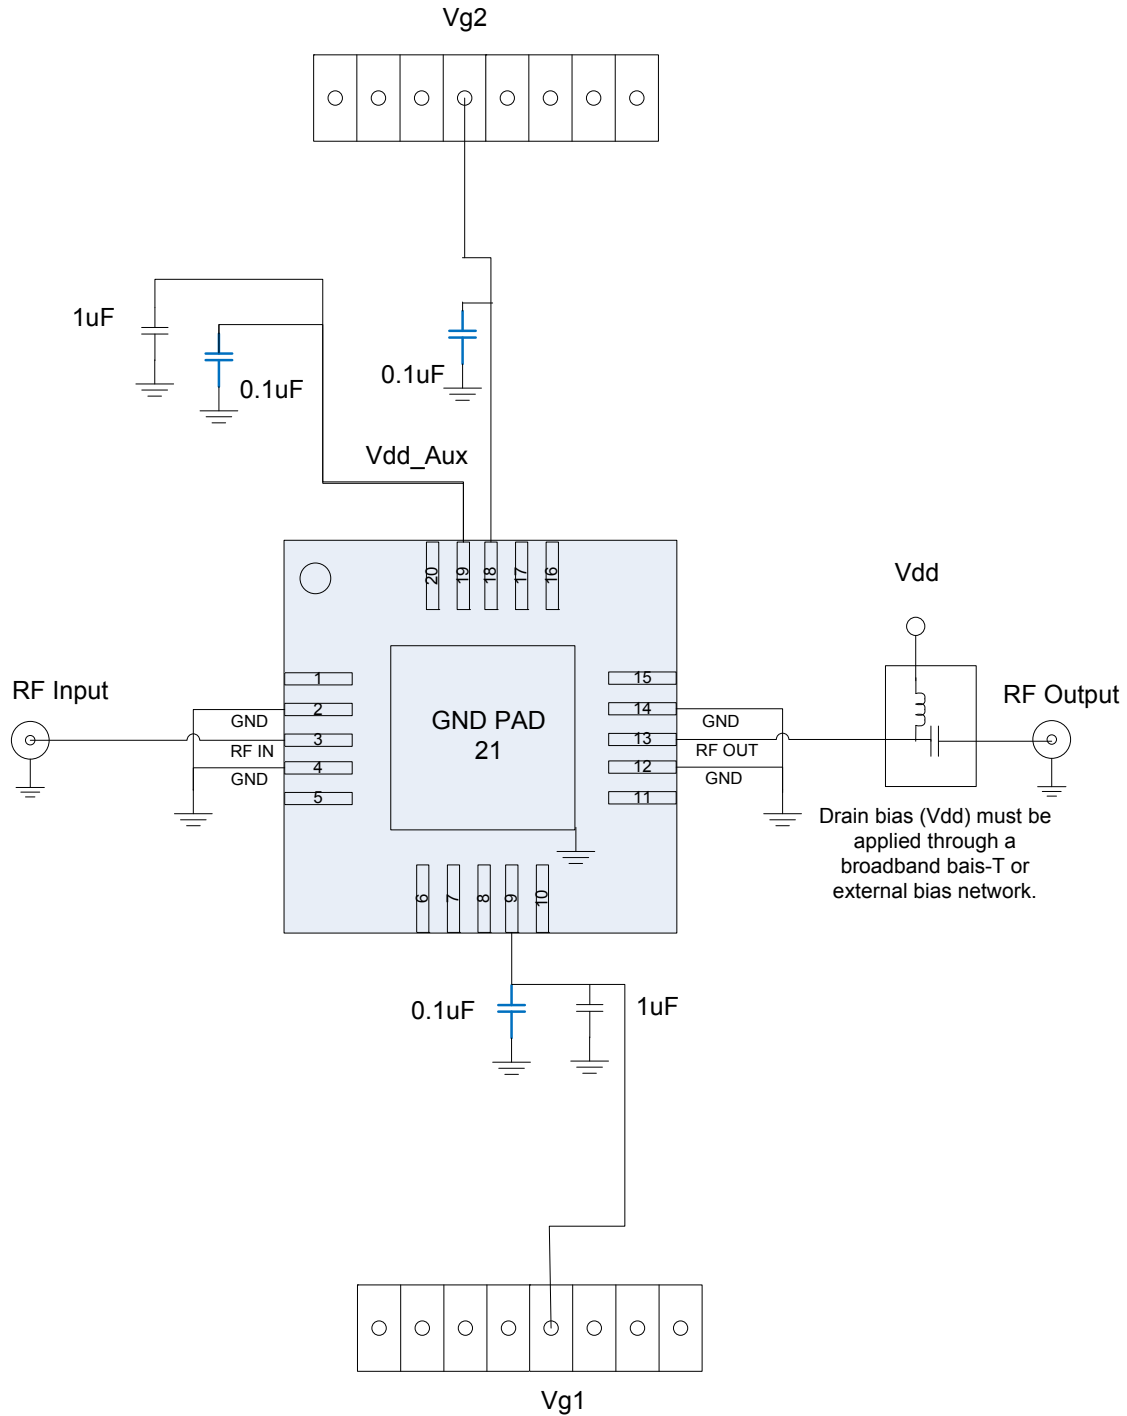 Vg2
1uF
0.1uF
0.1uF
Vdd_Aux
20
19
18
17
16
Vdd
RF Input
RF Output
1
2
3
4
5
GND
RF IN
GND
GND PAD
21
15
14
13
12
11
GND
RF OUT
GND
Drain bias (Vdd) must be
applied through a
broadband bais-T or
external bias network.
6
7
8
9
10
0.1uF
1uF
Vg1